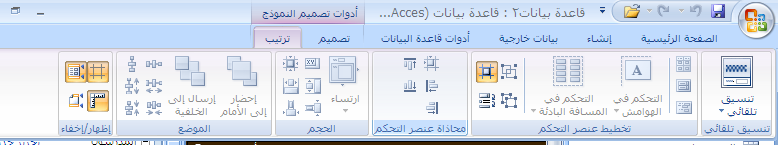 قاعدة بيانات٢ : قاعدة بيانات (Acces...
أدوات تصميم النموذج
الصفحة الرئيسية
إنشاء
بيانات خارجية
أدوات قاعدة البيانات
تصميم
ترتيب
تنسيق
تلقائي
تنسيق تلقائي
التحكم في
الهوامش
التحكم في
المسافة البادئة
تخطيط عنصر التحكم
محاذاة عنصر التحكم
ارتساء
الحجم
إحضار
إلى الأمام
إرسال إلى
الخلفية
الموضع
إظهار/إخفاء